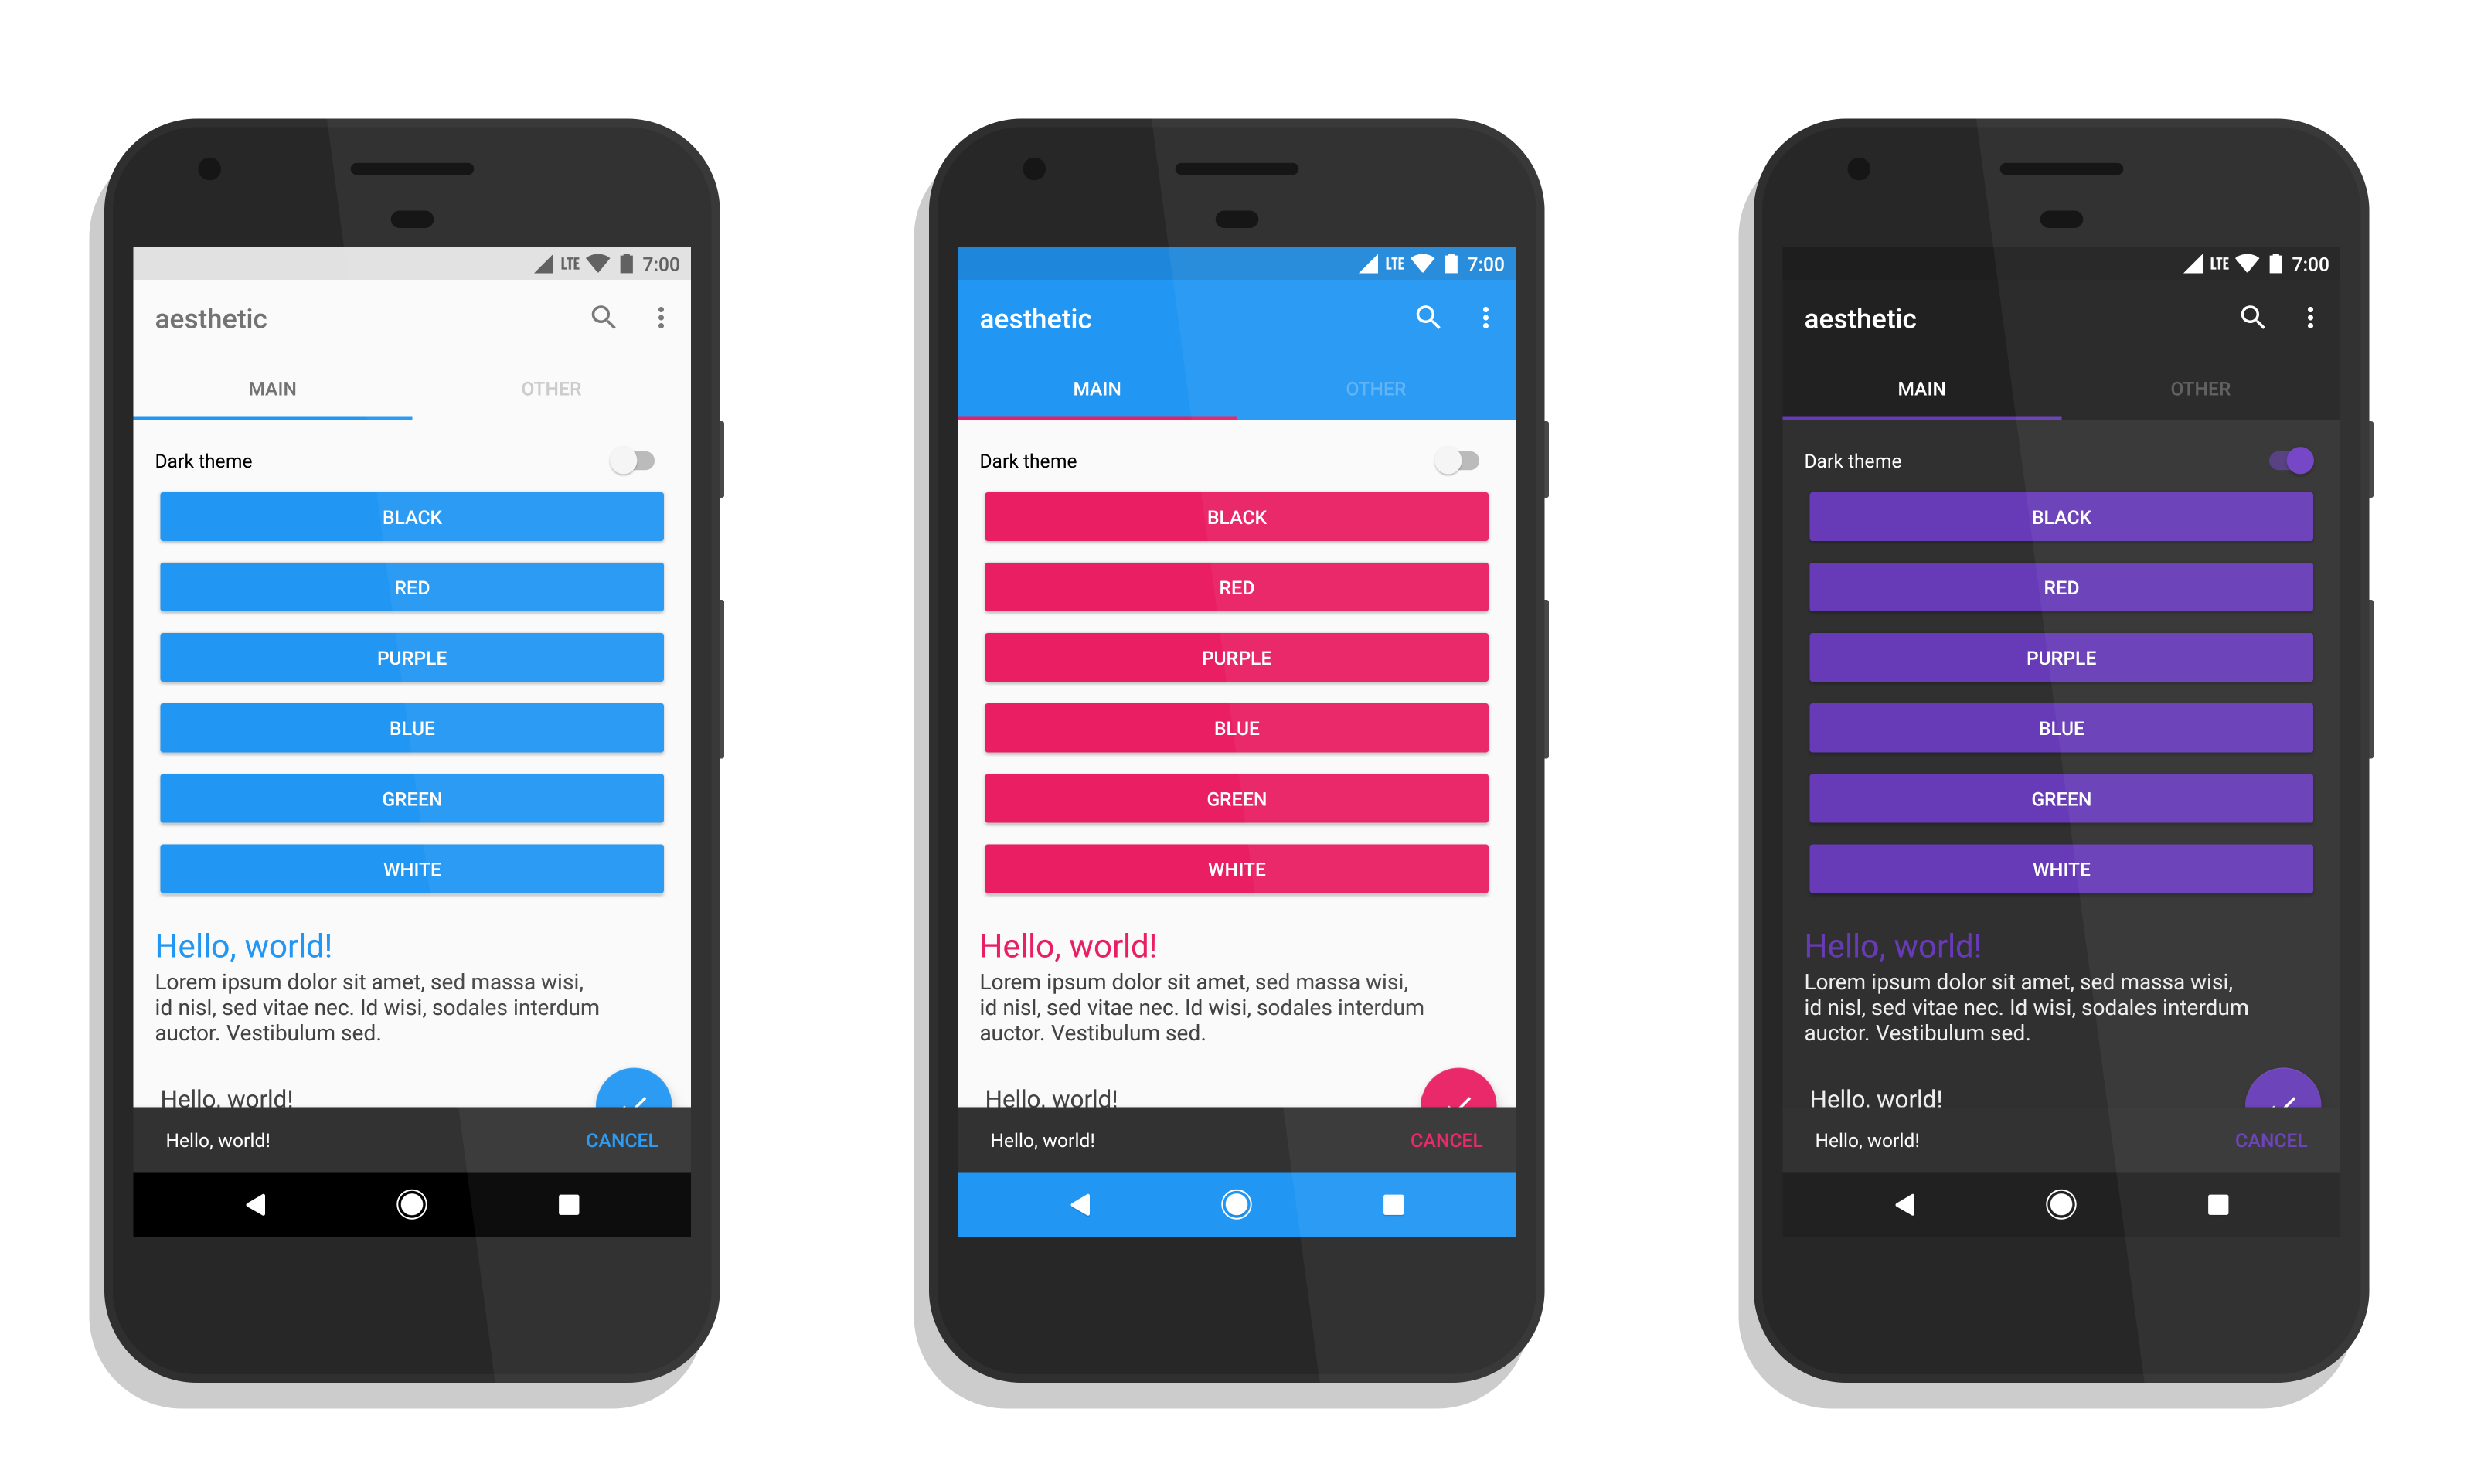 LTE 7:00
aesthetic
MAIN OTHER
Dark theme
BLACK
RED
PURPLE
BLUE
GREEN
WHITE
Hello, world!
Lorem ipsum dolor sit amet, sed massa wisi,
id nisl, sed vitae nec. Id wisi, sodales interdum
auctor. Vestibulum sed.
Hello, world!
Hello, world! CANCEL
LTE 7:00
aesthetic
MAIN OTHER
Dark theme
BLACK
RED
PURPLE
BLUE
GREEN
WHITE
Hello, world!
Lorem ipsum dolor sit amet, sed massa wisi,
id nisl, sed vitae nec. Id wisi, sodales interdum
auctor. Vestibulum sed.
Hello, world!
Hello, world! CANCEL
LTE 7:00
aesthetic
MAIN OTHER
Dark theme
BLACK
RED
PURPLE
BLUE
GREEN
WHITE
Hello, world!
Lorem ipsum dolor sit amet, sed massa wisi,
id nisl, sed vitae nec. Id wisi, sodales interdum
auctor. Vestibulum sed.
Hello, world!
Hello, world! CANCEL